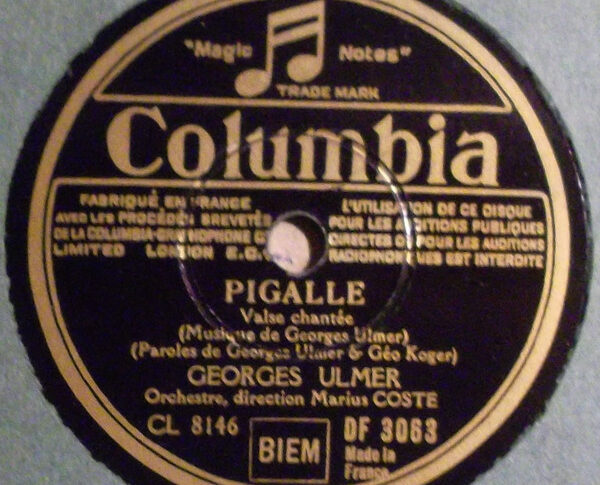 "Magic Notes"
TRADE MARK
Columbia
FABRIQUÉ EN FRANCE
AVEC LES PROCÉDÉS BREVETÉS
DE LA COLUMBIA GRAMOPHONE
LIMITED LONDON E.C.
L'UTILISATION DE CE DISQUE
POUR LES AUDITIONS PUBLIQUES
DIRECTES OU POUR LES AUDITIONS
RADIOPHONIQUES EST INTERDITE
PIGALLE
Valse chantée
(Musique de Georges Ulmer)
(Paroles de Georges Ulmer & Géo Koger)
GEORGES ULMER
Orchestre, direction Marius COSTE
CL 8146
BIEM
DF 3063
Made in
France